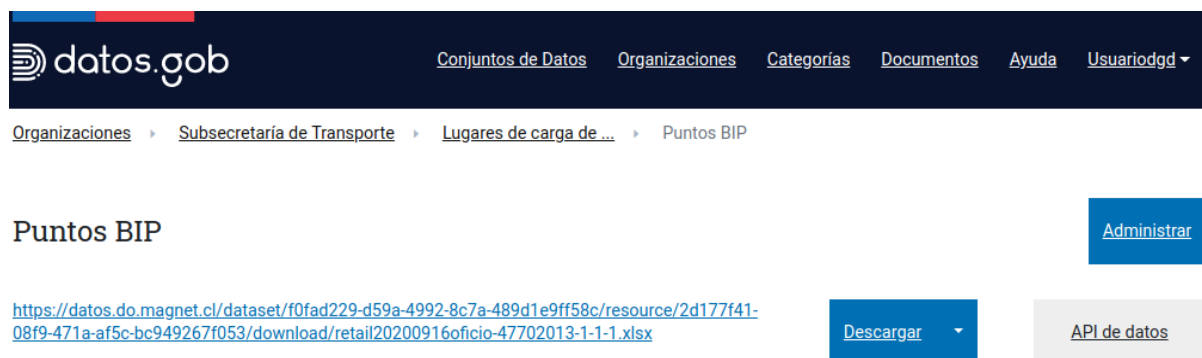 datos.gob
Conjuntos de Datos Organizaciones Categorías Documentos Ayuda Usuariodgd
Organizaciones Subsecretaría de Transporte Lugares de carga de ... Puntos BIP
Puntos BIP
Administrar
https://datos.do.magnet.cl/dataset/f0fad229-d59a-4992-8c7a-489d1e9ff58c/resource/2d177f41-
08f9-471a-af5c-bc949267f053/download/retail20200916oficio-47702013-1-1-1.xlsx
Descargar
API de datos